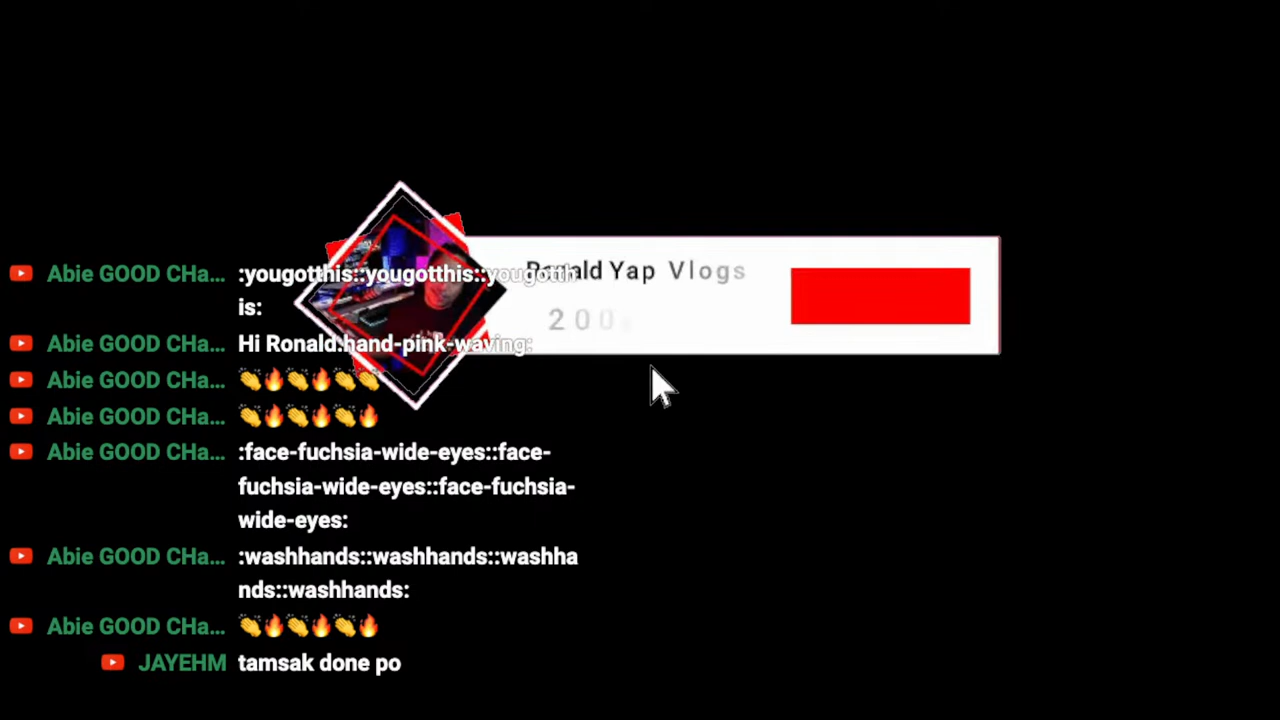 Ronald Yap Vlogs
200
Abie GOOD CHa... :yougotthis::yougotthis::yougotth
is:
Abie GOOD CHa... Hi Ronald.hand-pink-waving:
Abie GOOD CHa... 👏🔥👏🔥👏👏
Abie GOOD CHa... 👏🔥👏🔥👏🔥
Abie GOOD CHa... :face-fuchsia-wide-eyes::face-
fuchsia-wide-eyes::face-fuchsia-
wide-eyes:
Abie GOOD CHa... :washhands::washhands::washha
nds::washhands:
Abie GOOD CHa... 👏🔥👏🔥👏🔥
JAYEHM tamsak done po